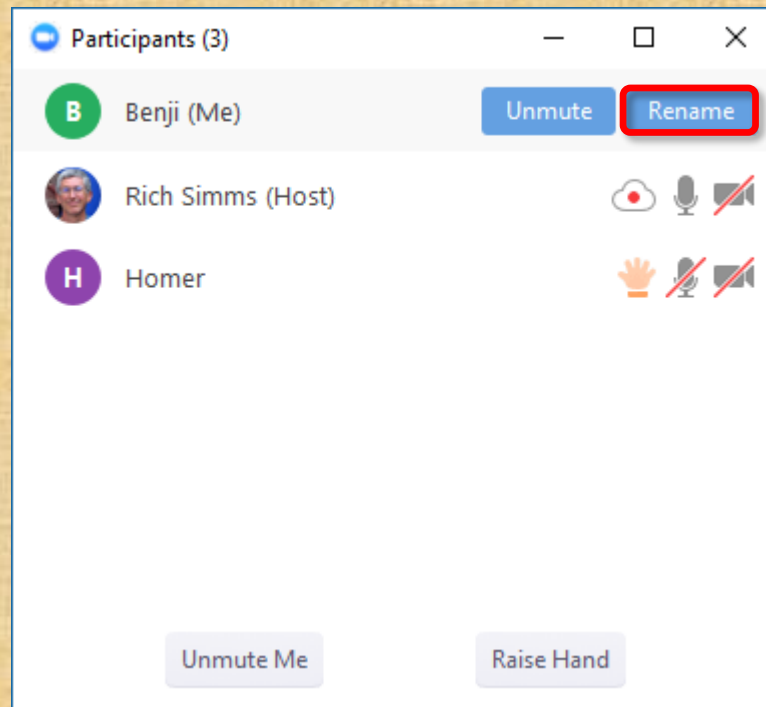 Participants (3)
B Benji (Me) Unmute Rename
Rich Simms (Host)
H Homer
Unmute Me Raise Hand